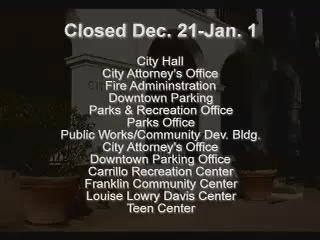 Closed Dec. 21-Jan. 1
City Hall
City Attorney's Office
Fire Admininstration
Downtown Parking
Parks & Recreation Office
Parks Office
Public Works/Community Dev. Bldg.
City Attorney's Office
Downtown Parking Office
Carrillo Recreation Center
Franklin Community Center
Louise Lowry Davis Center
Teen Center